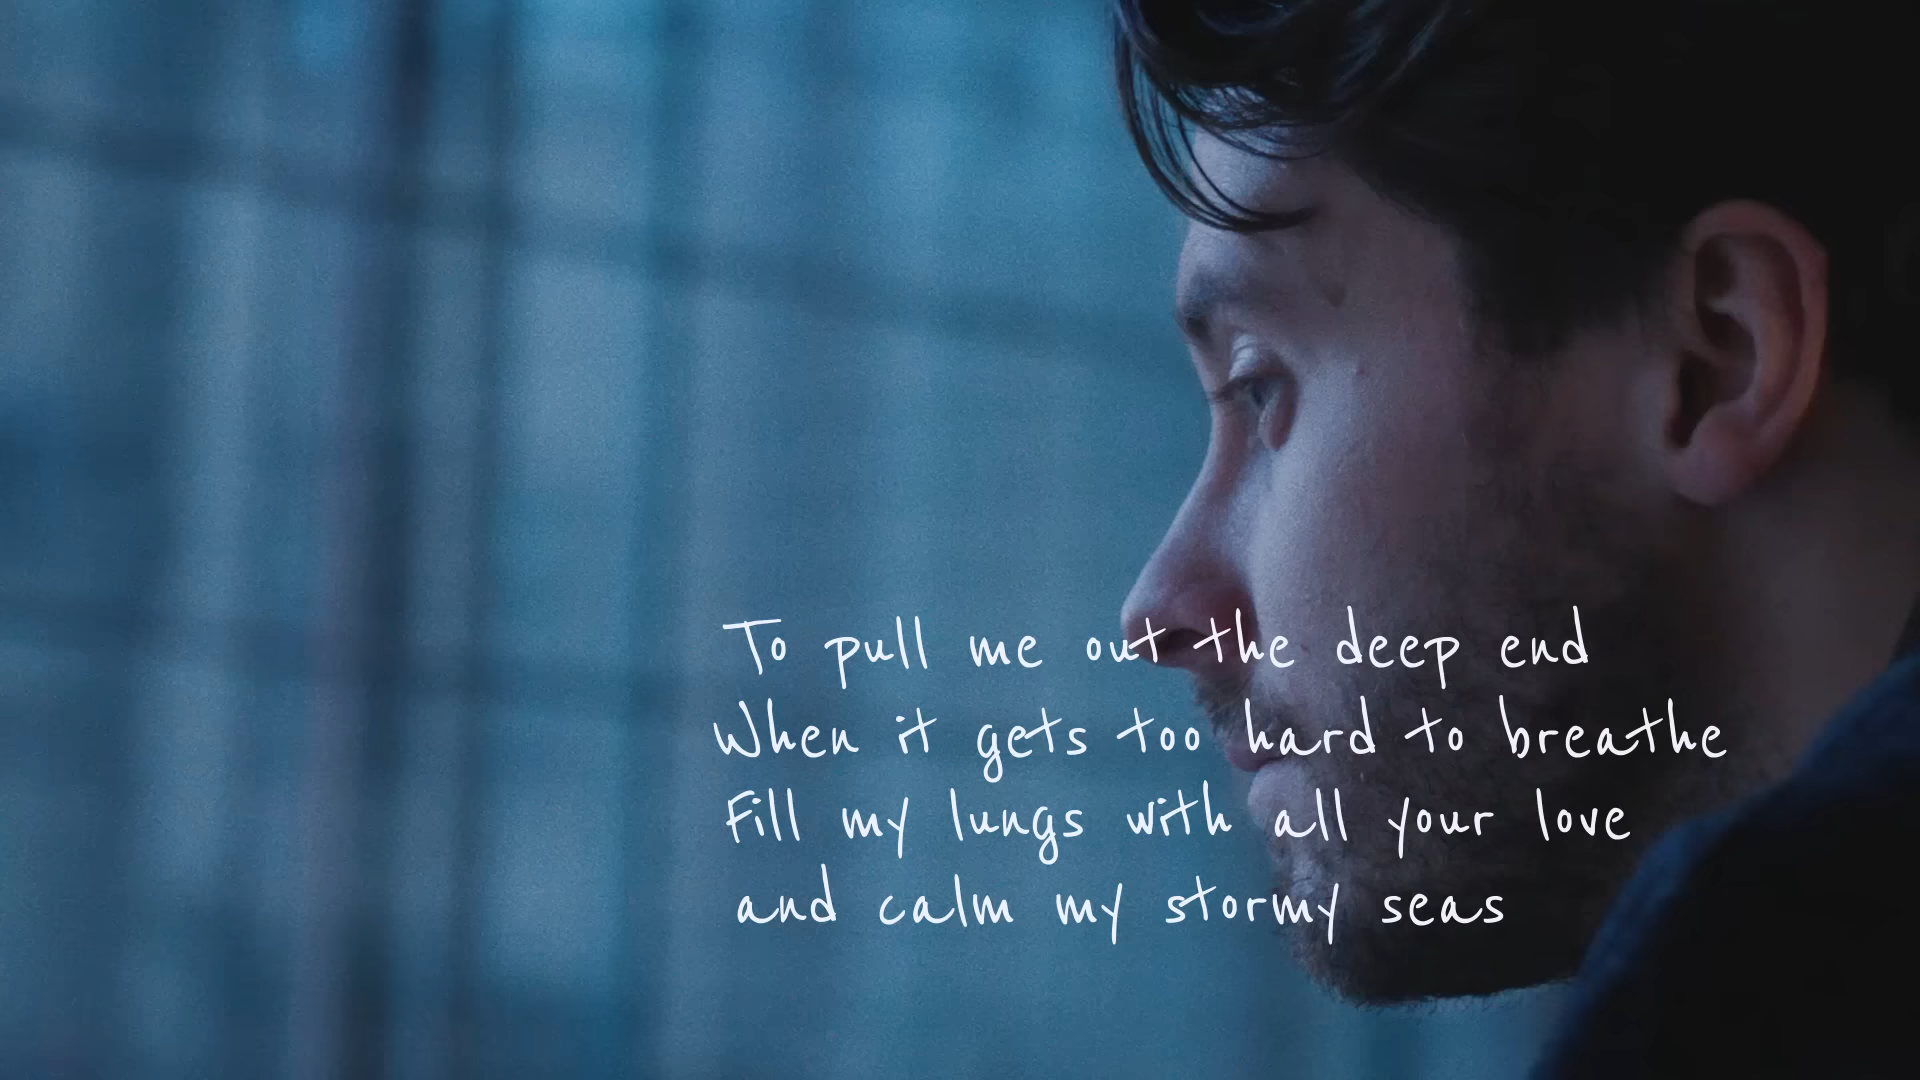 To pull me out the deep end
When it gets too hard to breathe
Fill my lungs with all your love
and calm my stormy seas